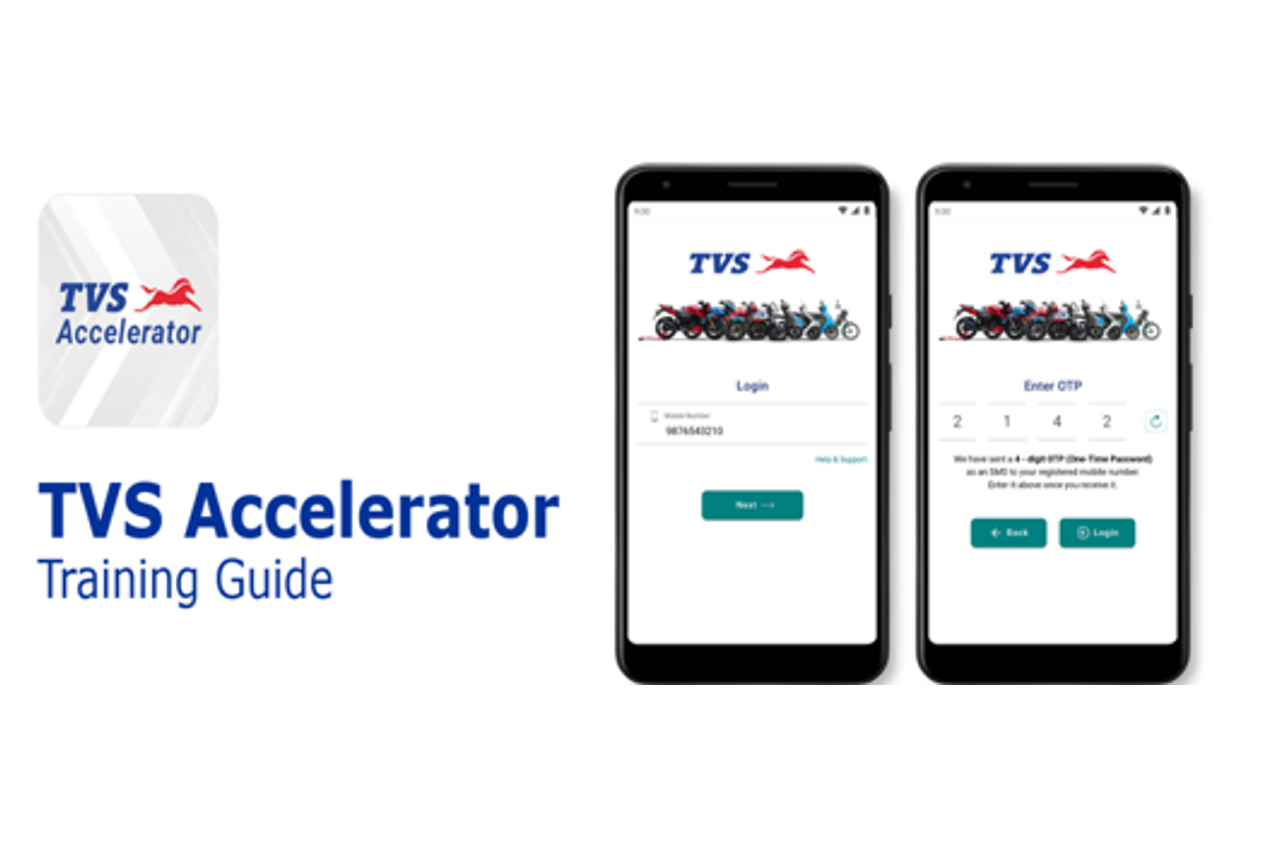 TVS
Accelerator
TVS Accelerator
Training Guide
9:00
TVS
Login
Mobile Number
9876543210
Help & Support
Next
9:00
TVS
Enter OTP
2 1 4 2
We have sent a 4 - digit OTP (One-Time Password)
as an SMS to your registered mobile number.
Enter it above once you receive it.
Back
Login